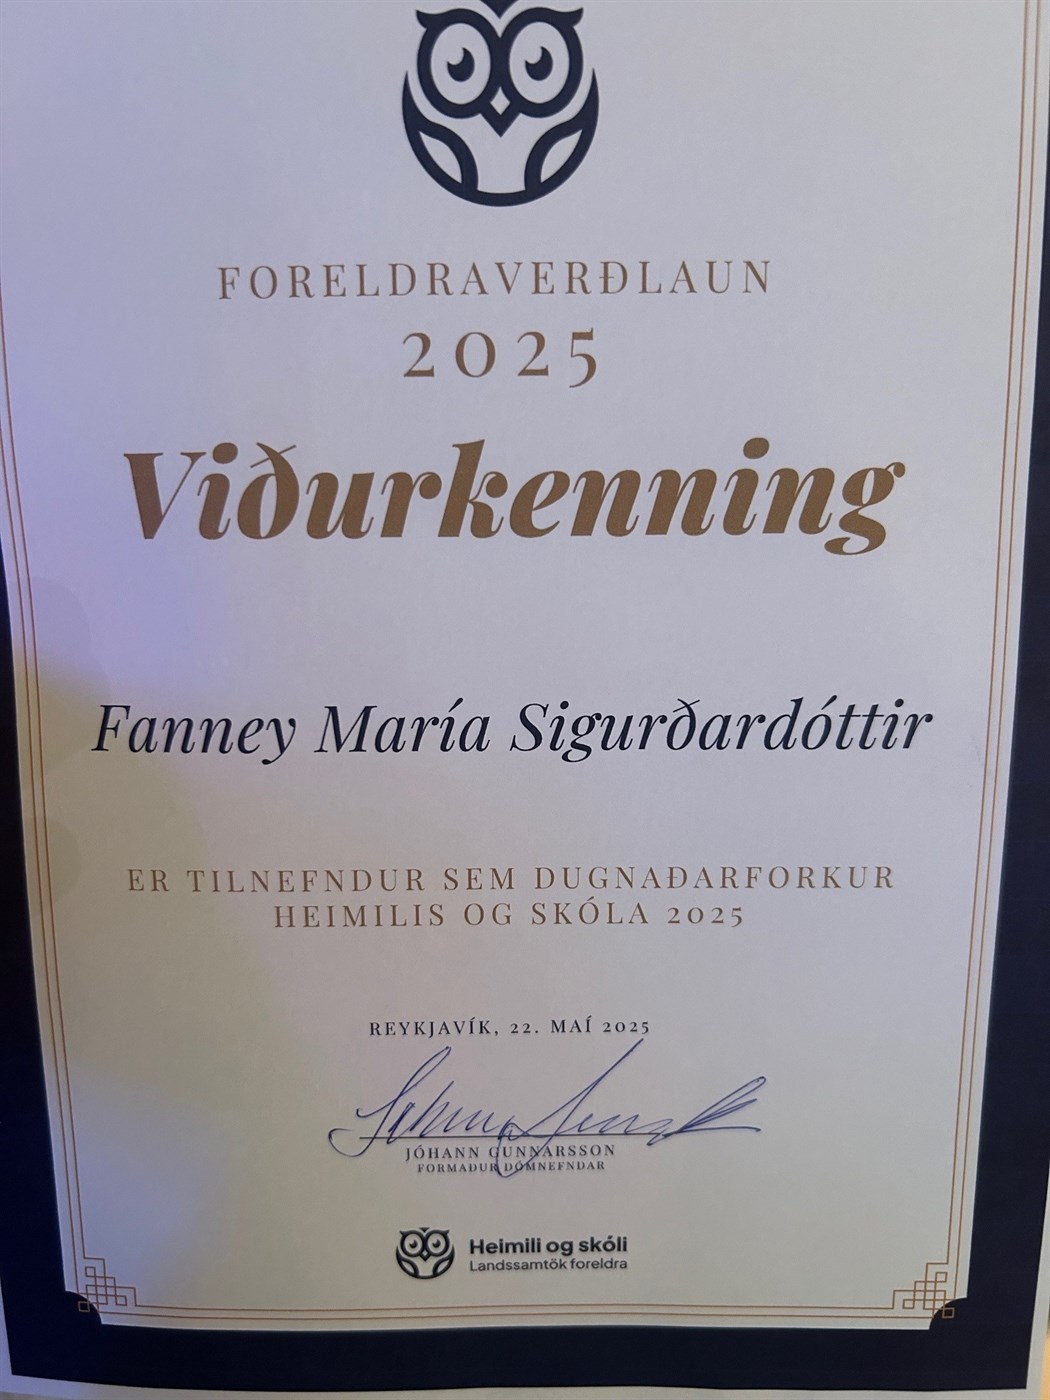 FORELDRAVERÐLAUN
2025
Viðurkenning
Fanney María Sigurðardóttir
ER TILNEFNDUR SEM DUGNAÐARFORKUR
HEIMILIS OG SKÓLA 2025
REYKJAVÍK, 22. MAÍ 2025
JÓHANN GUNNARSSON
FORMAÐUR DÓMNEFNDAR
Heimili og skóli
Landssamtök foreldra